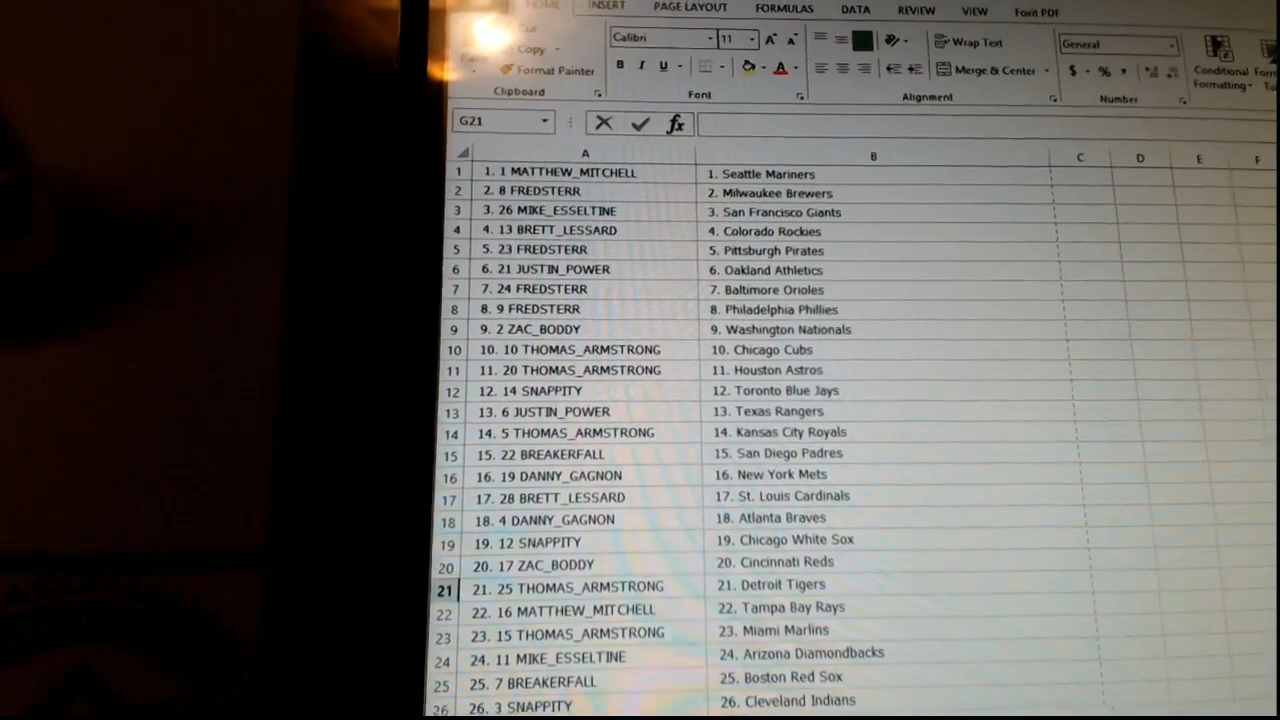 HOME INSERT PAGE LAYOUT FORMULAS DATA REVIEW VIEW Foxit PDF
Cut
Copy
Format Painter
Calibri 11 A A
Wrap Text
General
B I U A
Merge & Center
$ % ,
Conditional
Formatting
Clipboard Font Alignment Number
G21 fx
A B C D E F
1 1. 1 MATTHEW_MITCHELL 1. Seattle Mariners
2 2. 8 FREDSTERR 2. Milwaukee Brewers
3 3. 26 MIKE_ESSELTINE 3. San Francisco Giants
4 4. 13 BRETT_LESSARD 4. Colorado Rockies
5 5. 23 FREDSTERR 5. Pittsburgh Pirates
6 6. 21 JUSTIN_POWER 6. Oakland Athletics
7 7. 24 FREDSTERR 7. Baltimore Orioles
8 8. 9 FREDSTERR 8. Philadelphia Phillies
9 9. 2 ZAC_BODDY 9. Washington Nationals
10 10. 10 THOMAS_ARMSTRONG 10. Chicago Cubs
11 11. 20 THOMAS_ARMSTRONG 11. Houston Astros
12 12. 14 SNAPPITY 12. Toronto Blue Jays
13 13. 6 JUSTIN_POWER 13. Texas Rangers
14 14. 5 THOMAS_ARMSTRONG 14. Kansas City Royals
15 15. 22 BREAKERFALL 15. San Diego Padres
16 16. 19 DANNY_GAGNON 16. New York Mets
17 17. 28 BRETT_LESSARD 17. St. Louis Cardinals
18 18. 4 DANNY_GAGNON 18. Atlanta Braves
19 19. 12 SNAPPITY 19. Chicago White Sox
20 20. 17 ZAC_BODDY 20. Cincinnati Reds
21 21. 25 THOMAS_ARMSTRONG 21. Detroit Tigers
22 22. 16 MATTHEW_MITCHELL 22. Tampa Bay Rays
23 23. 15 THOMAS_ARMSTRONG 23. Miami Marlins
24 24. 11 MIKE_ESSELTINE 24. Arizona Diamondbacks
25 25. 7 BREAKERFALL 25. Boston Red Sox
26 26. 3 SNAPPITY 26. Cleveland Indians